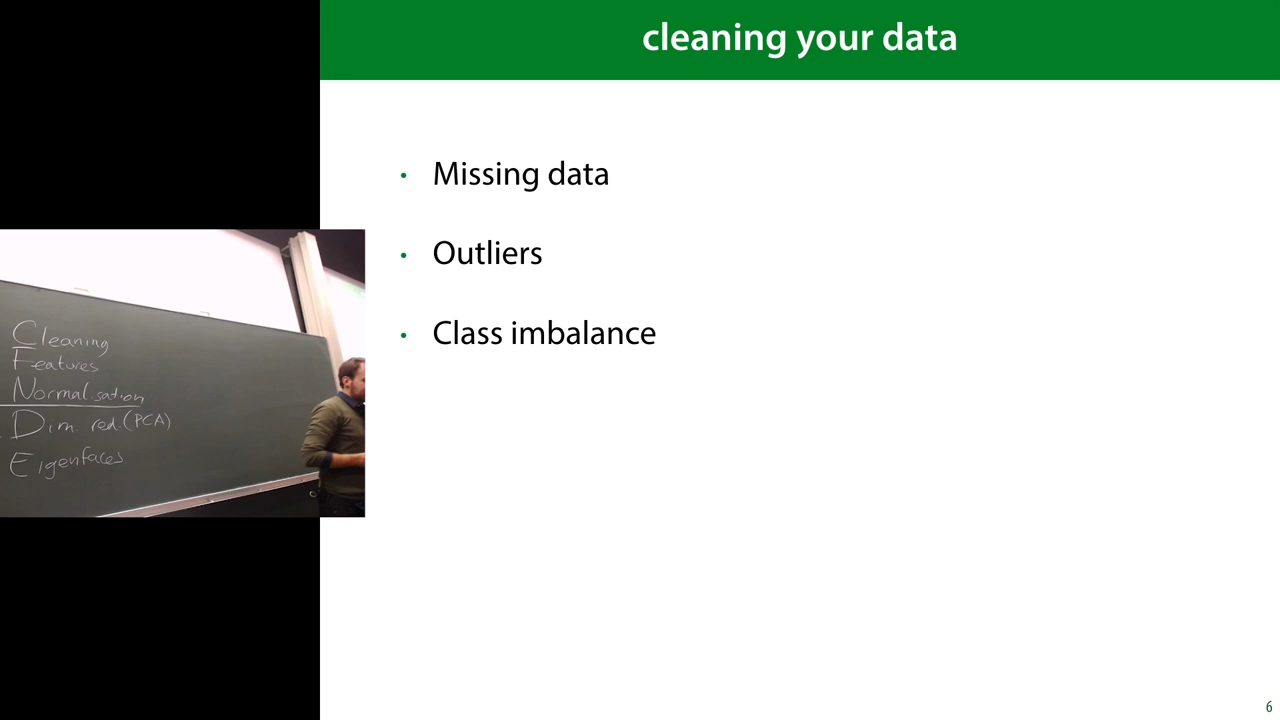 cleaning your data
• Missing data
• Outliers
• Class imbalance
Cleaning
Features
Normalisation
Dim. red. (PCA)
Eigenfaces
6